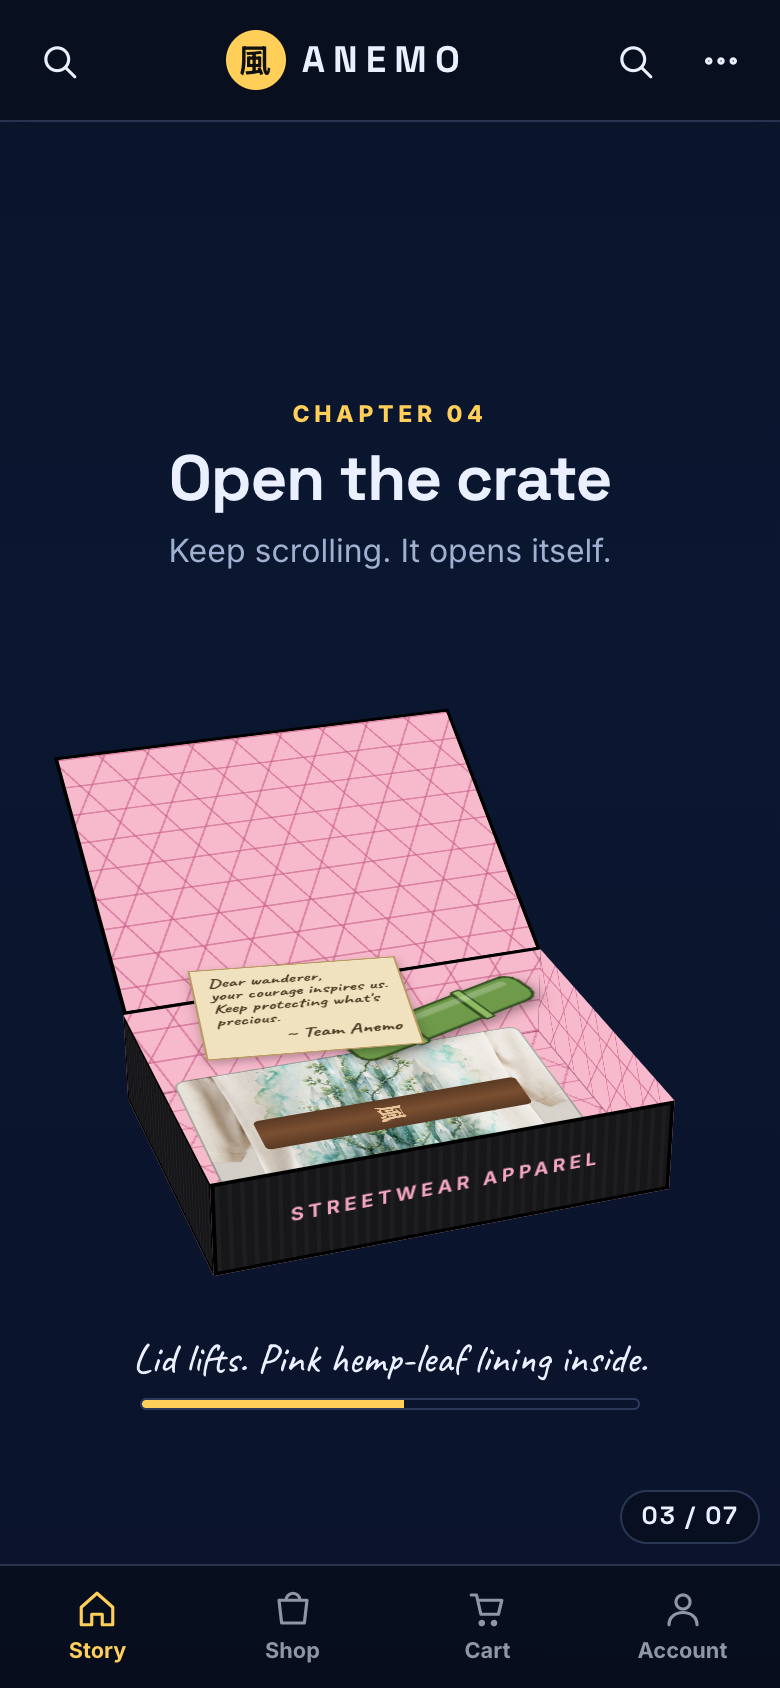 風 ANEMO
CHAPTER 04
Open the crate
Keep scrolling. It opens itself.
Dear wanderer,
your courage inspires us.
Keep protecting what's
precious.
~ Team Anemo
風
STREETWEAR APPAREL
Lid lifts. Pink hemp-leaf lining inside.
03 / 07
Story
Shop
Cart
Account